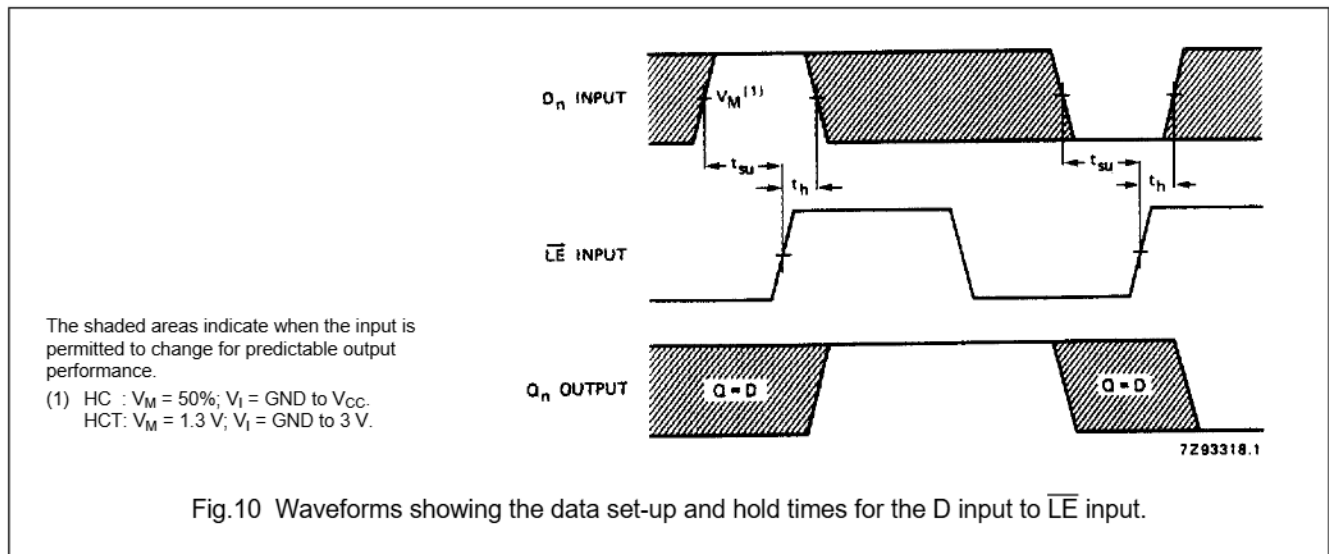 Dn INPUT
VM(1)
tsu
th
tsu
th
L̅E̅ INPUT
The shaded areas indicate when the input is
permitted to change for predictable output
performance.
(1) HC : VM = 50%; VI = GND to VCC.
HCT: VM = 1.3 V; VI = GND to 3 V.
Qn OUTPUT
Q = D
Q = D
7Z93318.1
Fig.10 Waveforms showing the data set-up and hold times for the D input to L̅E̅ input.